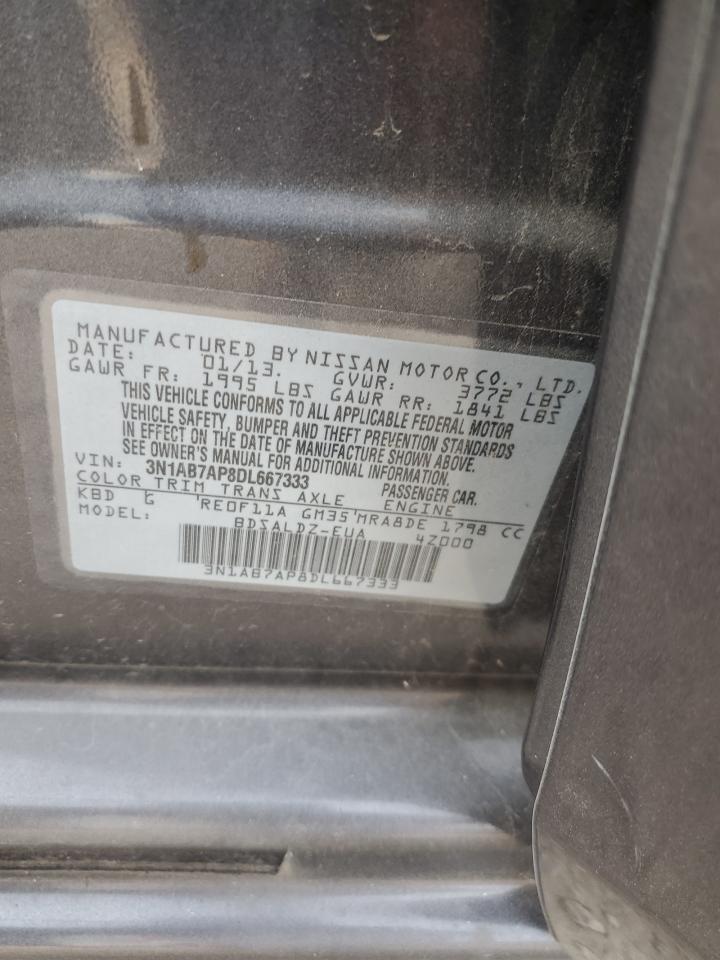 MANUFACTURED BY NISSAN MOTOR CO., LTD.
DATE: 01/13. GVWR: 3772 LBS
GAWR FR: 1995 LBS GAWR RR: 1841 LBS
THIS VEHICLE CONFORMS TO ALL APPLICABLE FEDERAL MOTOR
VEHICLE SAFETY, BUMPER AND THEFT PREVENTION STANDARDS
IN EFFECT ON THE DATE OF MANUFACTURE SHOWN ABOVE.
SEE OWNER'S MANUAL FOR ADDITIONAL INFORMATION.
VIN: 3N1AB7AP8DL667333 PASSENGER CAR.
COLOR TRIM TRANS AXLE ENGINE
KBD G 'RE0F11A GM35'MRA8DE 1798 CC
MODEL: BDSALDZ-EUA 4Z000
3N1AB7AP8DL667333